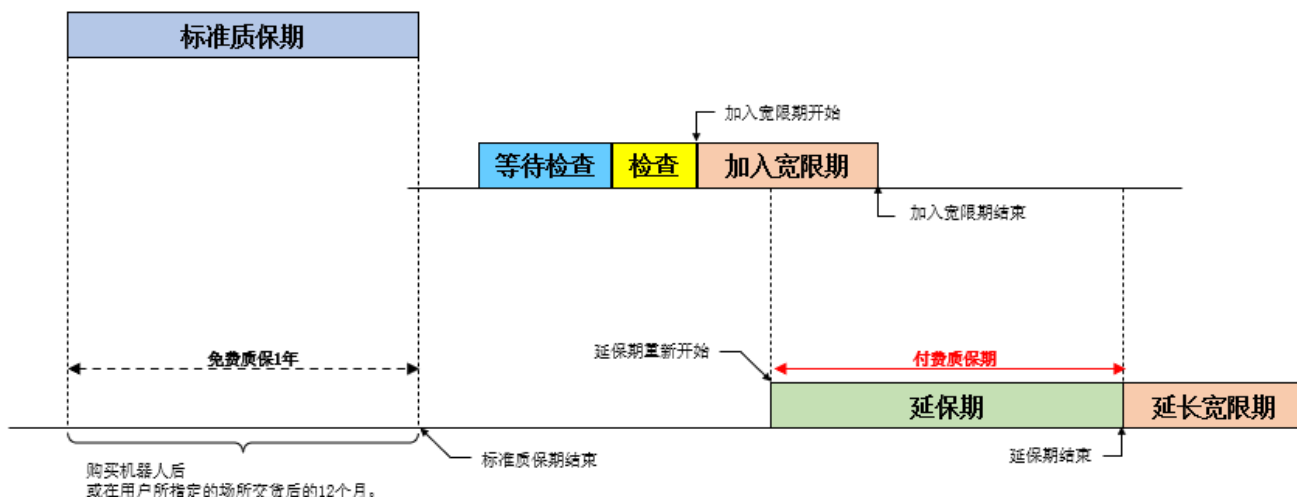 标准质保期
加入宽限期开始
等待检查
检查
加入宽限期
加入宽限期结束
延保期重新开始
免费质保1年
付费质保期
延保期
延长宽限期
标准质保期结束
延保期结束
购买机器人后
或在用户所指定的场所交货后的12个月。